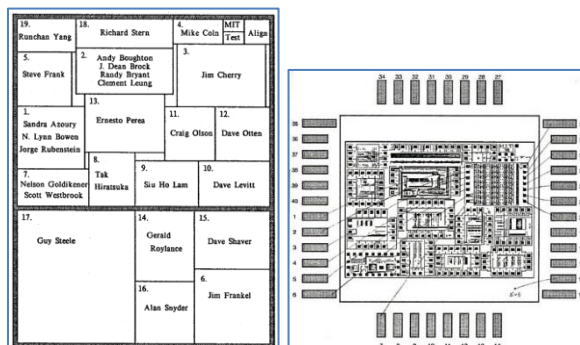 19.
Runchan Yang
18.
Richard Stern
4.
Mike Coln
MIT
Test
Align
5.
Steve Frank
2.
Andy Boughton
J. Dean Brock
Randy Bryant
Clement Leung
3.
Jim Cherry
1.
Sandra Azoury
N. Lynn Bowen
Jorge Rubenstein
13.
Ernesto Perea
11.
Craig Olson
12.
Dave Otten
7.
Nelson Goldikener
Scott Westbrook
8.
Tak
Hiratsuka
9.
Siu Ho Lam
10.
Dave Levitt
17.
Guy Steele
14.
Gerald
Roylance
15.
Dave Shaver
16.
Alan Snyder
6.
Jim Frankel
34 33 32 31 30 29 28 27
36
37
38
39
40
1
2
3
4
5
6